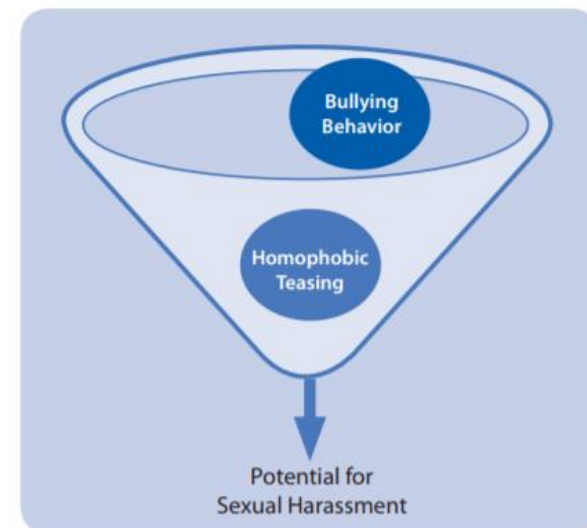 Bullying
Behavior
Homophobic
Teasing
Potential for
Sexual Harassment